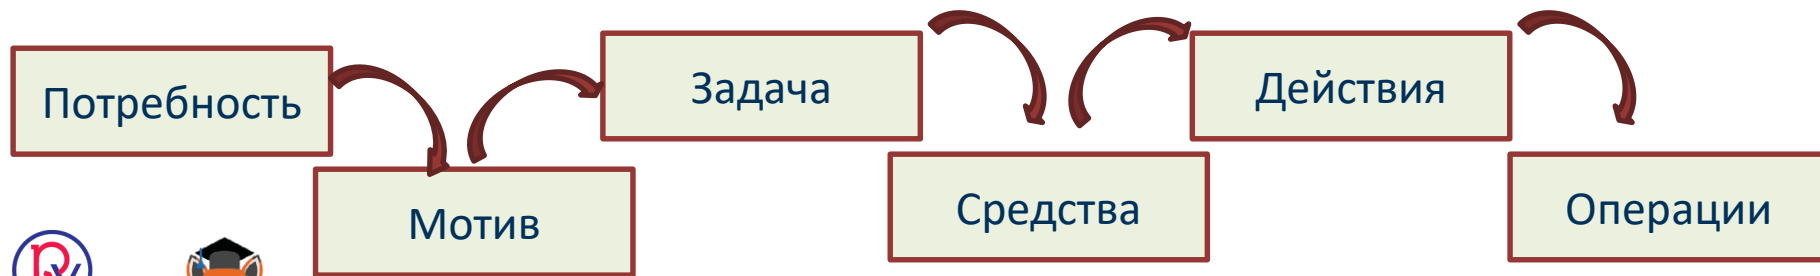 Потребность
Мотив
Задача
Средства
Действия
Операции